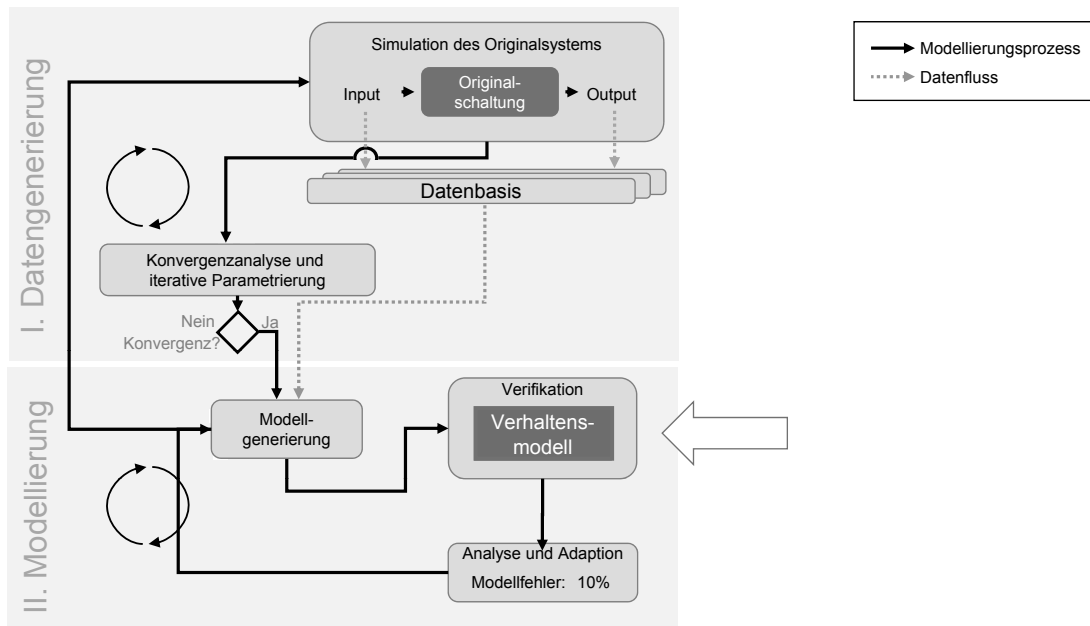 I. Datengenerierung
Simulation des Originalsystems
Input
Original-
schaltung
Output
Datenbasis
Konvergenzanalyse und
iterative Parametrierung
Nein
Ja
Konvergenz?
Modellierungsprozess
Datenfluss
II. Modellierung
Modell-
generierung
Verifikation
Verhaltens-
modell
Analyse und Adaption
Modellfehler: 10%